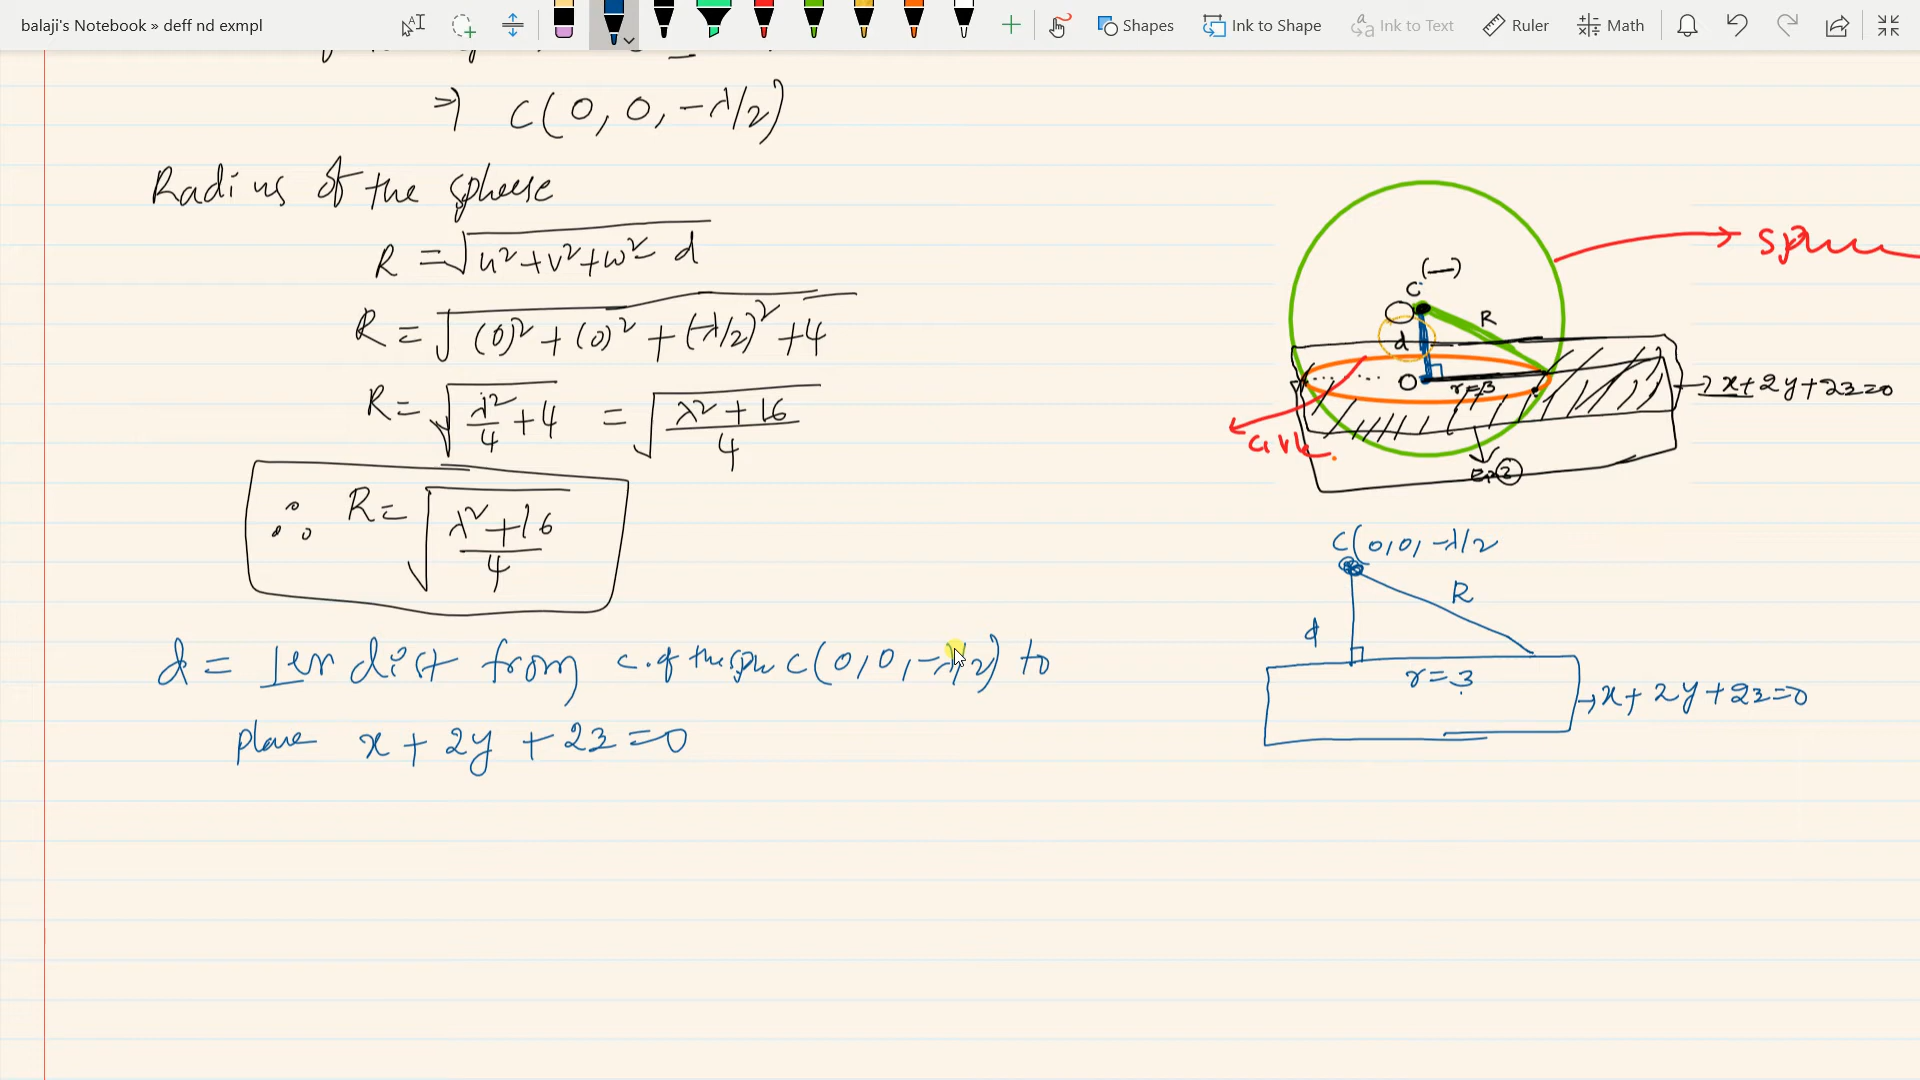 balaji's Notebook » deff nd exmpl
Shapes
Ink to Shape
Ink to Text
Ruler
Math
⇒ C(0, 0, -λ/2)
Radius of the sphere
R = √(u²+v²+w²-d)
R = √((0)²+(0)²+(-λ/2)²+4)
R = √(λ²/4+4) = √((λ²+16)/4)
∴ R = √((λ²+16)/4)
d = ⊥er dist from c.of the sph C(0,0,-λ/2) to
plane x+2y+2z=0
(—)
C
R
d
O
r=3
→ x+2y+2z=0
circle
C(0,0,-λ/2
R
d
r=3
→ x+2y+2z=0